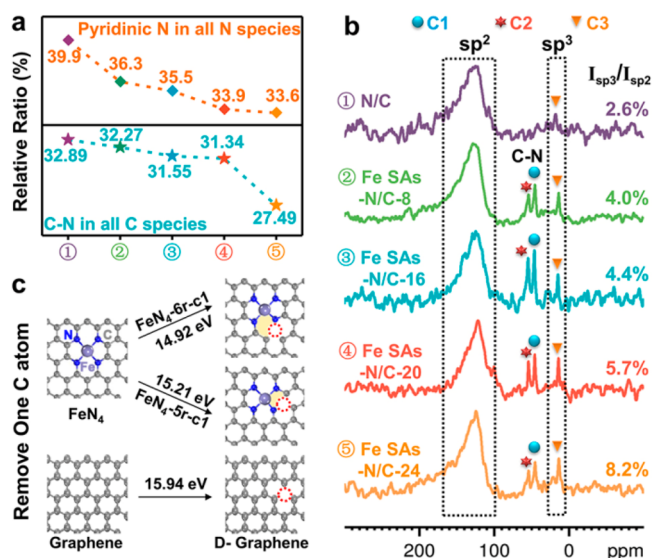 a
Relative Ratio (%)
Pyridinic N in all N species
39.9
36.3
35.5
33.9
33.6
32.89
32.27
31.55
31.34
27.49
C-N in all C species
① ② ③ ④ ⑤
b
C1 C2 C3
sp² sp³
Isp3/Isp2
① N/C
2.6%
C-N
② Fe SAs
-N/C-8
4.0%
③ Fe SAs
-N/C-16
4.4%
④ Fe SAs
-N/C-20
5.7%
⑤ Fe SAs
-N/C-24
8.2%
200 100 0 ppm
c
Remove One C atom
N C
Fe
FeN₄
FeN₄-6r-c1
14.92 eV
15.21 eV
FeN₄-5r-c1
15.94 eV
Graphene
D- Graphene